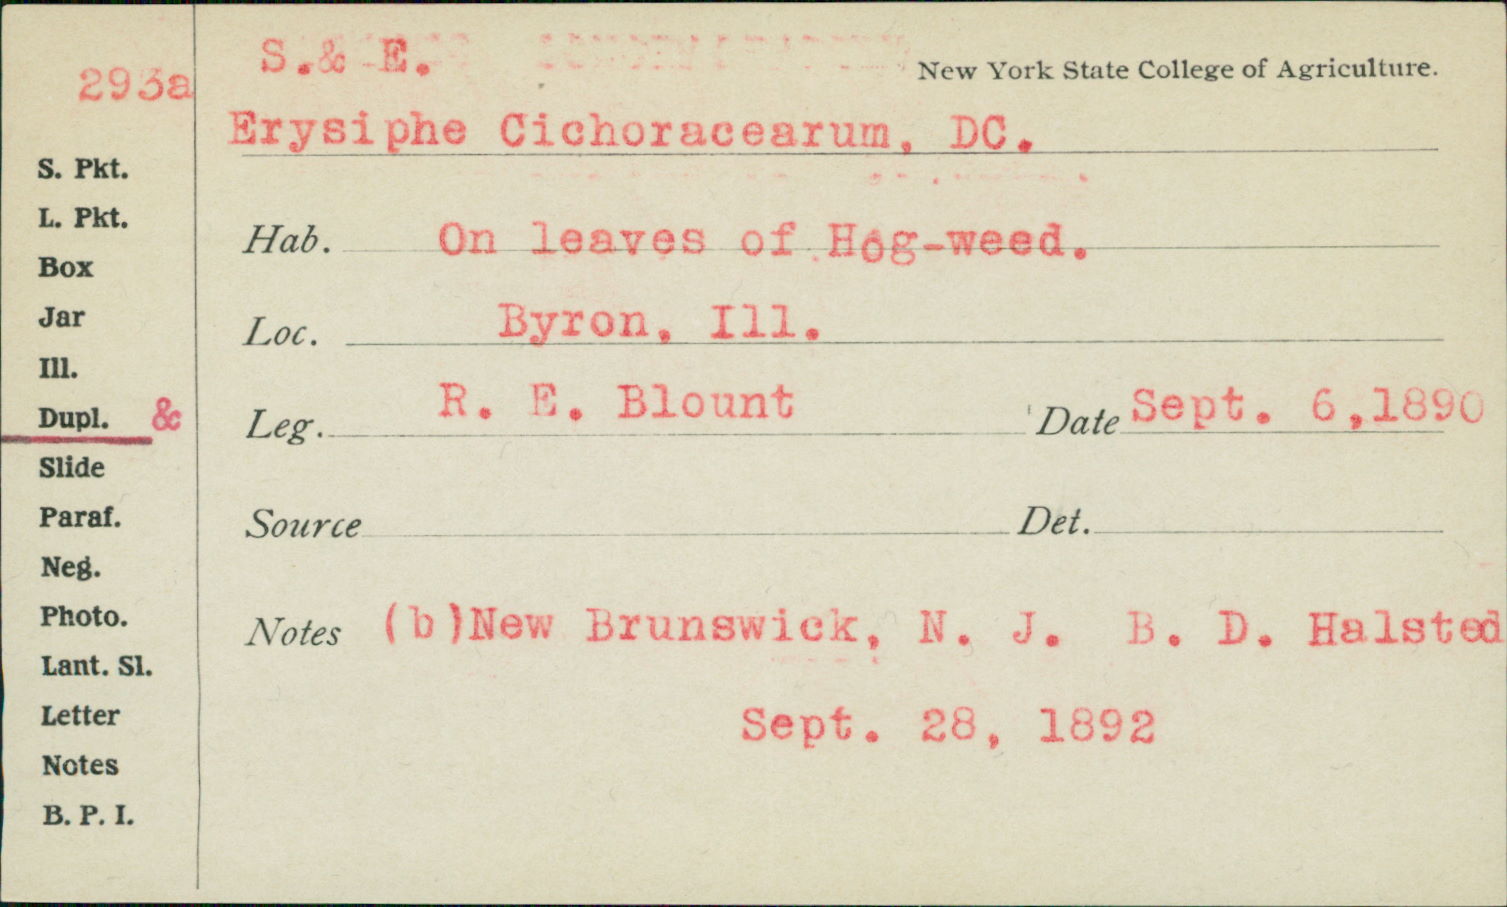 293a
S.& E.
New York State College of Agriculture.
Erysiphe Cichoracearum, DC.
S. Pkt.
L. Pkt.
Box
Jar
Ill.
Dupl. &
Slide
Paraf.
Neg.
Photo.
Lant. Sl.
Letter
Notes
B. P. I.
Hab. On leaves of Hog-weed.
Loc. Byron, Ill.
Leg. R. E. Blount Date Sept. 6,1890
Source Det.
Notes (b)New Brunswick, N. J. B. D. Halsted
Sept. 28, 1892